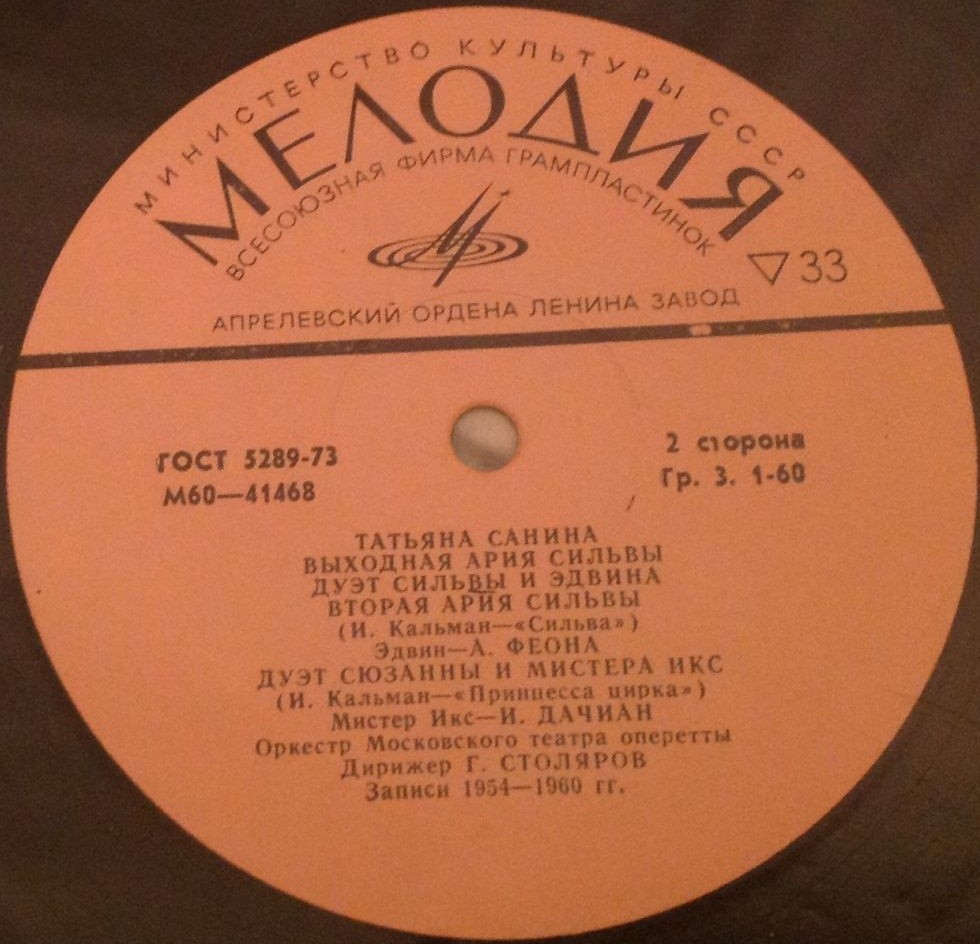 МИНИСТЕРСТВО КУЛЬТУРЫ СССР
МЕЛОДИЯ
ВСЕСОЮЗНАЯ ФИРМА ГРАМПЛАСТИНОК
33
АПРЕЛЕВСКИЙ ОРДЕНА ЛЕНИНА ЗАВОД
ГОСТ 5289-73
М60—41468
2 сторона
Гр. 3. 1-60
ТАТЬЯНА САНИНА
ВЫХОДНАЯ АРИЯ СИЛЬВЫ
ДУЭТ СИЛЬВЫ И ЭДВИНА
ВТОРАЯ АРИЯ СИЛЬВЫ
(И. Кальман—«Сильва»)
Эдвин—А. ФЕОНА
ДУЭТ СЮЗАННЫ И МИСТЕРА ИКС
(И. Кальман—«Принцесса цирка»)
Мистер Икс—И. ДАЧИАН
Оркестр Московского театра оперетты
Дирижер Г. СТОЛЯРОВ
Записи 1954—1960 гг.